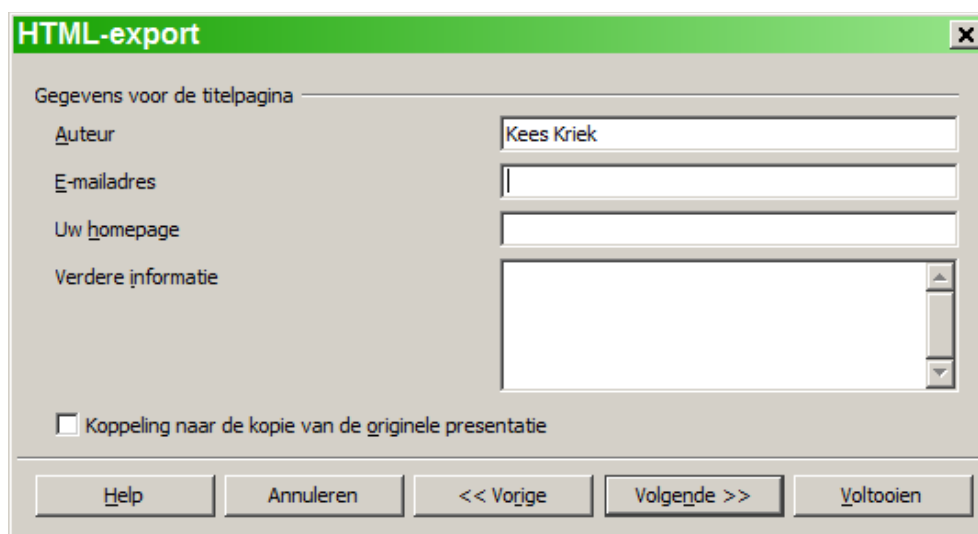 HTML-export
Gegevens voor de titelpagina
Auteur
Kees Kriek
E-mailadres
Uw homepage
Verdere informatie
Koppeling naar de kopie van de originele presentatie
Help
Annuleren
<< Vorige
Volgende >>
Voltooien